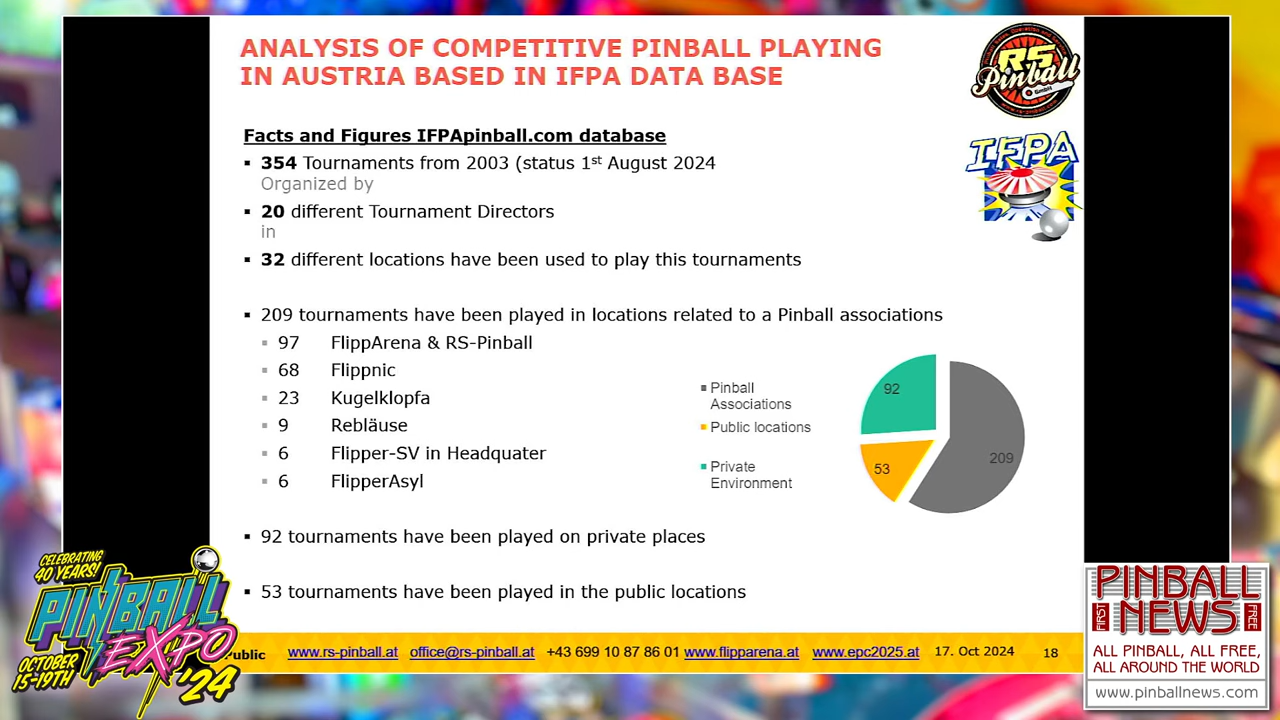 ANALYSIS OF COMPETITIVE PINBALL PLAYING
IN AUSTRIA BASED IN IFPA DATA BASE
RS
Pinball
GmbH
IFPA
Facts and Figures IFPApinball.com database
354 Tournaments from 2003 (status 1st August 2024
Organized by
20 different Tournament Directors
in
32 different locations have been used to play this tournaments
209 tournaments have been played in locations related to a Pinball associations
97 FlippArena & RS-Pinball
68 Flippnic
23 Kugelklopfa
9 Rebläuse
6 Flipper-SV in Headquater
6 FlipperAsyl
Pinball
Associations
Public locations
Private
Environment
92
53
209
92 tournaments have been played on private places
53 tournaments have been played in the public locations
Public www.rs-pinball.at office@rs-pinball.at +43 699 10 87 86 01 www.flipparena.at www.epc2025.at 17. Oct 2024 18
CELEBRATING
40 YEARS!
PINBALL
EXPO
OCTOBER
15-19TH
'24
PINBALL
FIRST NEWS FREE
ALL PINBALL, ALL FREE,
ALL AROUND THE WORLD
www.pinballnews.com